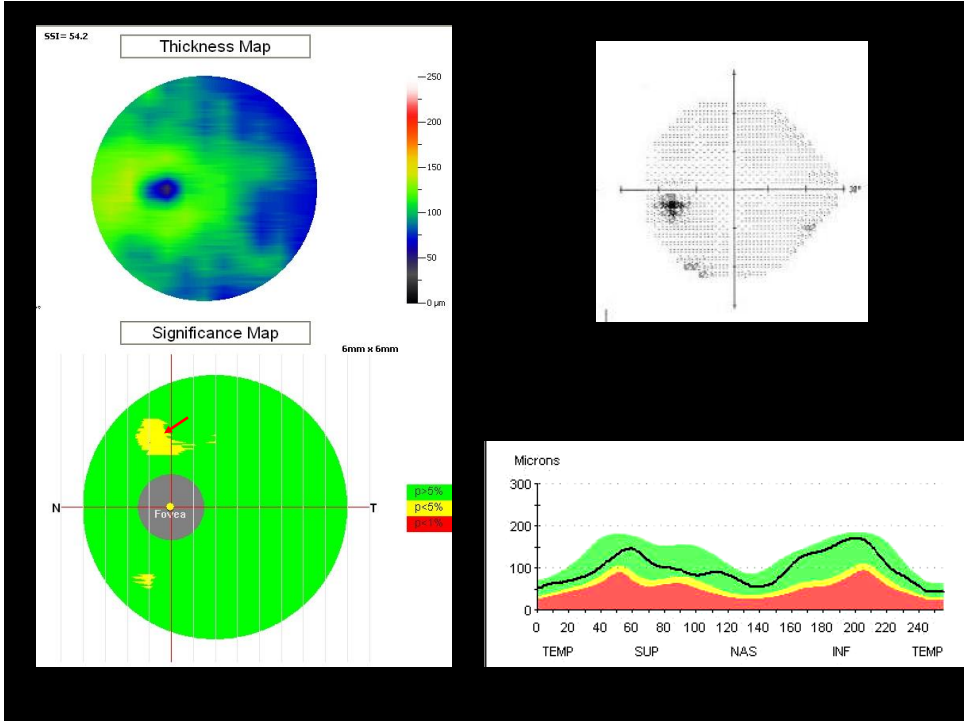 SSI= 54.2
Thickness Map
250
200
150
100
50
0 µm
30°
Significance Map
6mm x 6mm
N
T
Fovea
p>5%
p<5%
p<1%
Microns
300
200
100
0
0 20 40 60 80 100 120 140 160 180 200 220 240
TEMP SUP NAS INF TEMP